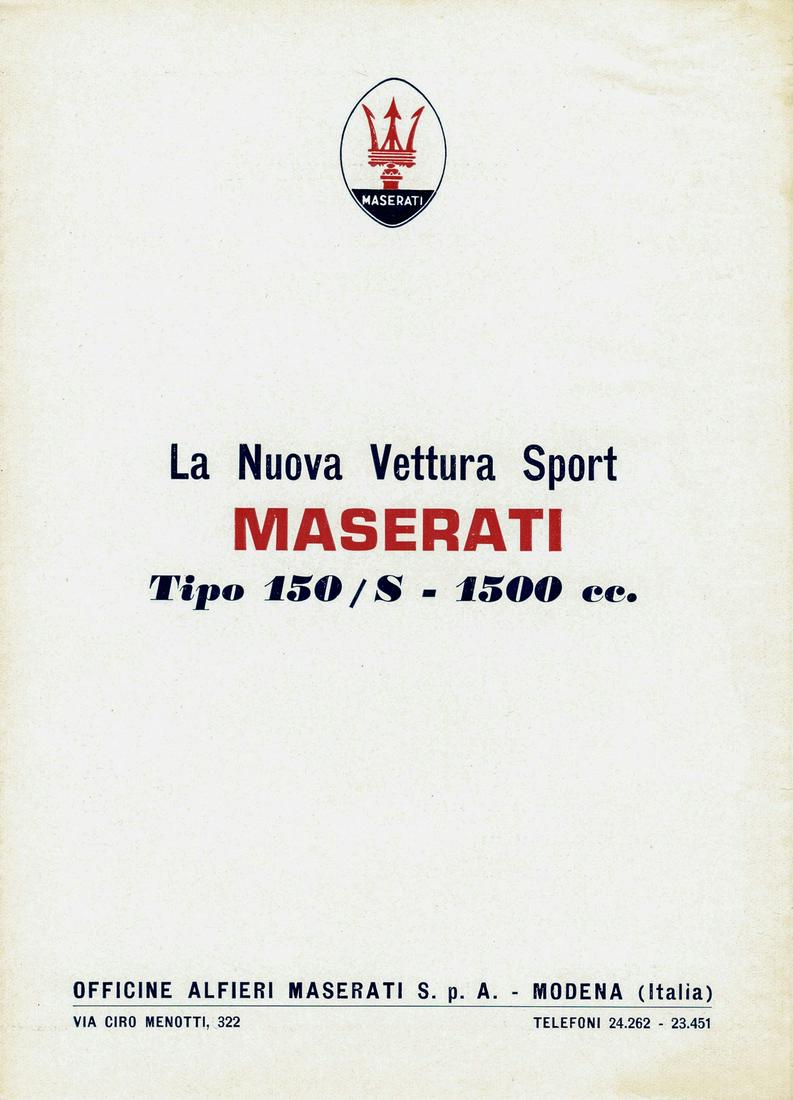 MASERATI
La Nuova Vettura Sport
MASERATI
Tipo 150/S - 1500 cc.
OFFICINE ALFIERI MASERATI S. p. A. - MODENA (Italia)
VIA CIRO MENOTTI, 322
TELEFONI 24.262 - 23.451